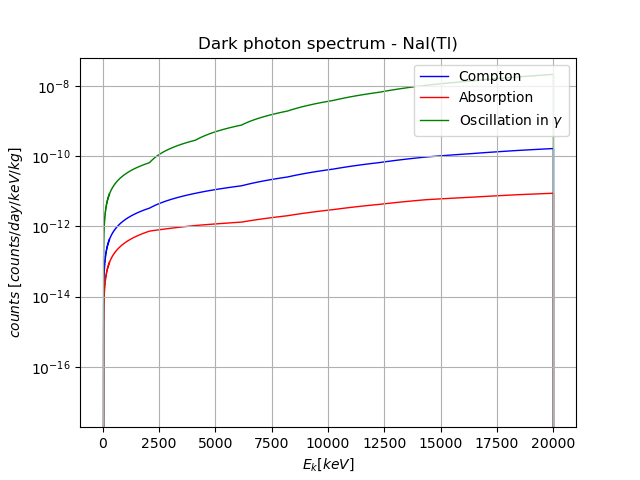 Dark photon spectrum - NaI(Tl)
counts [counts/day/keV/kg]
10⁻⁸
10⁻¹⁰
10⁻¹²
10⁻¹⁴
10⁻¹⁶
Compton
Absorption
Oscillation in γ
0 2500 5000 7500 10000 12500 15000 17500 20000
Eₖ[keV]